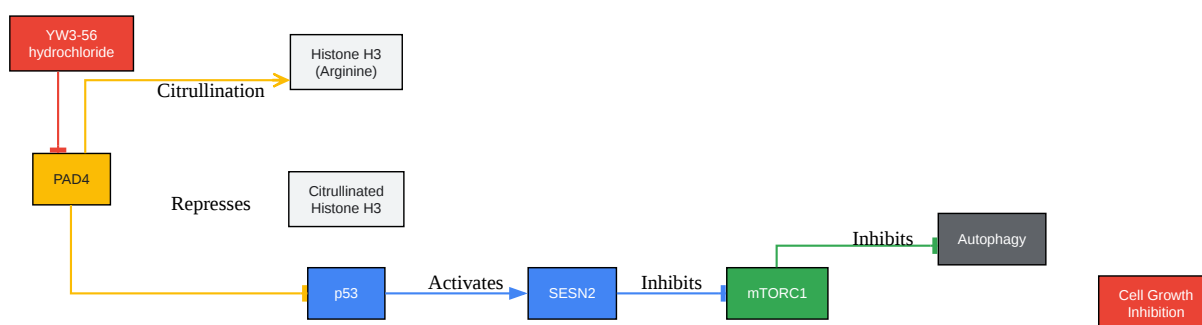 YW3-56
hydrochloride
Histone H3
(Arginine)
Citrullination
PAD4
Represses
Citrullinated
Histone H3
Inhibits
Autophagy
p53
Activates
SESN2
Inhibits
mTORC1
Cell Growth
Inhibition